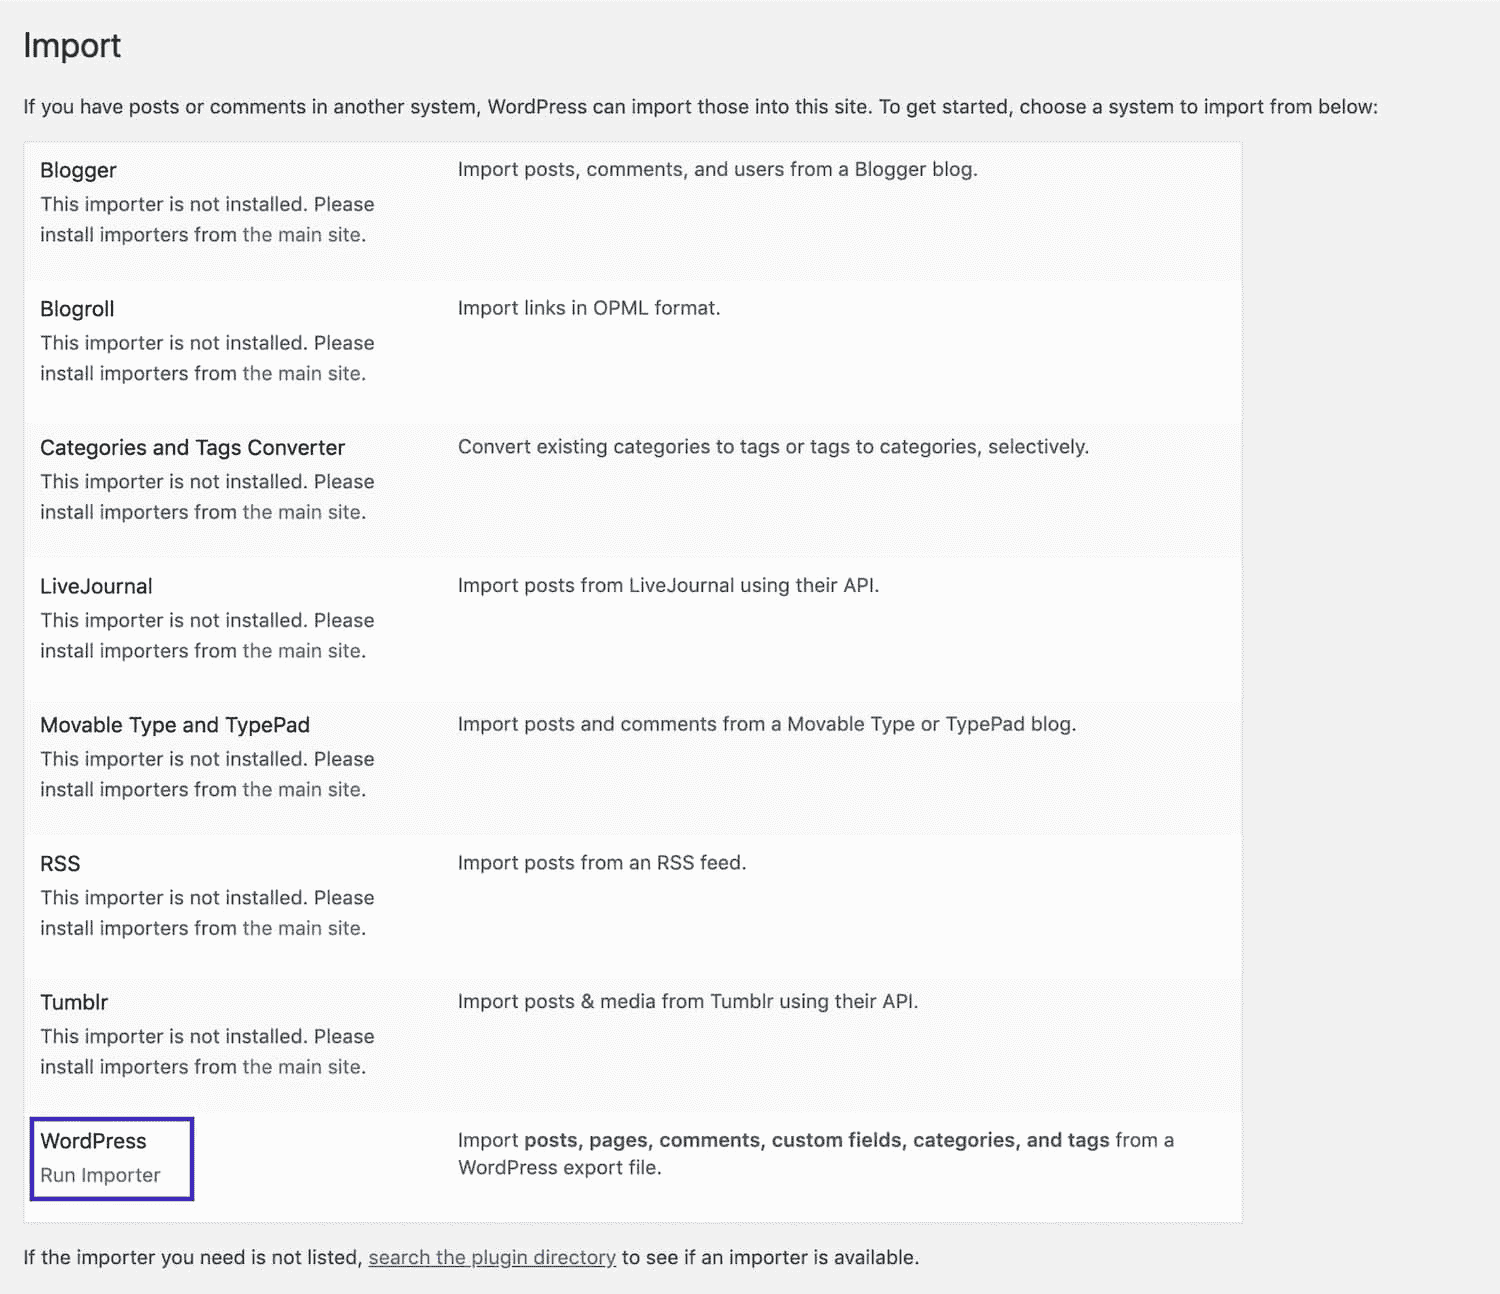 Import
If you have posts or comments in another system, WordPress can import those into this site. To get started, choose a system to import from below:
Blogger
Import posts, comments, and users from a Blogger blog.
This importer is not installed. Please
install importers from the main site.
Blogroll
Import links in OPML format.
This importer is not installed. Please
install importers from the main site.
Categories and Tags Converter
Convert existing categories to tags or tags to categories, selectively.
This importer is not installed. Please
install importers from the main site.
LiveJournal
Import posts from LiveJournal using their API.
This importer is not installed. Please
install importers from the main site.
Movable Type and TypePad
Import posts and comments from a Movable Type or TypePad blog.
This importer is not installed. Please
install importers from the main site.
RSS
Import posts from an RSS feed.
This importer is not installed. Please
install importers from the main site.
Tumblr
Import posts & media from Tumblr using their API.
This importer is not installed. Please
install importers from the main site.
WordPress
Run Importer
Import posts, pages, comments, custom fields, categories, and tags from a
WordPress export file.
If the importer you need is not listed, search the plugin directory to see if an importer is available.